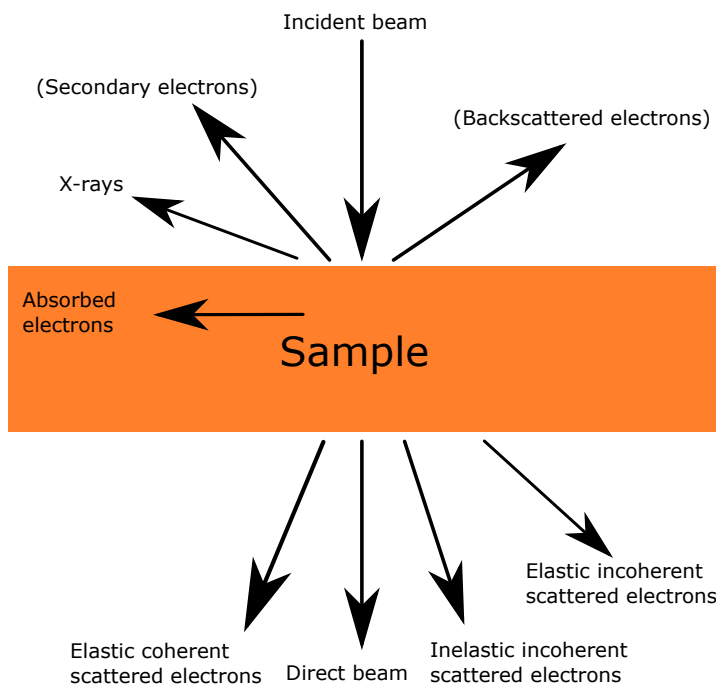 Incident beam
(Secondary electrons)
(Backscattered electrons)
X-rays
Absorbed
electrons
Sample
Elastic incoherent
scattered electrons
Elastic coherent
scattered electrons
Direct beam
Inelastic incoherent
scattered electrons